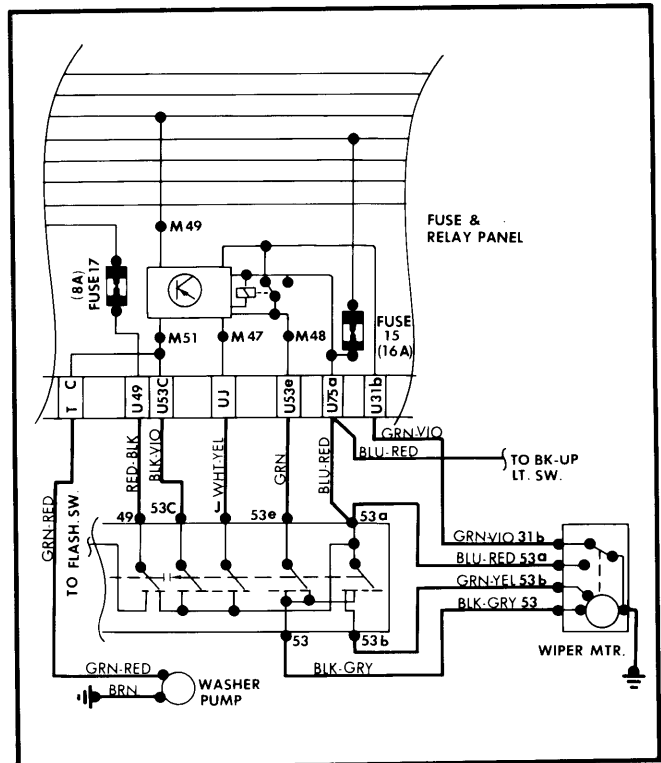 M49
FUSE &
RELAY PANEL
(8A)
FUSE 17
M51
M47
M48
FUSE
15
(16A)
T C
U49
U53C
UJ
U53e
U75a
U31b
GRN-VIO
BLU-RED
TO BK-UP
LT. SW.
GRN-RED
TO FLASH. SW.
RED-BLK
BLK-VIO
WHT-YEL
GRN
BLU-RED
49
53C
J
53e
53a
GRN-VIO 31b
BLU-RED 53a
GRN-YEL 53b
BLK-GRY 53
WIPER MTR.
53
53b
BLK-GRY
GRN-RED
BRN
WASHER
PUMP